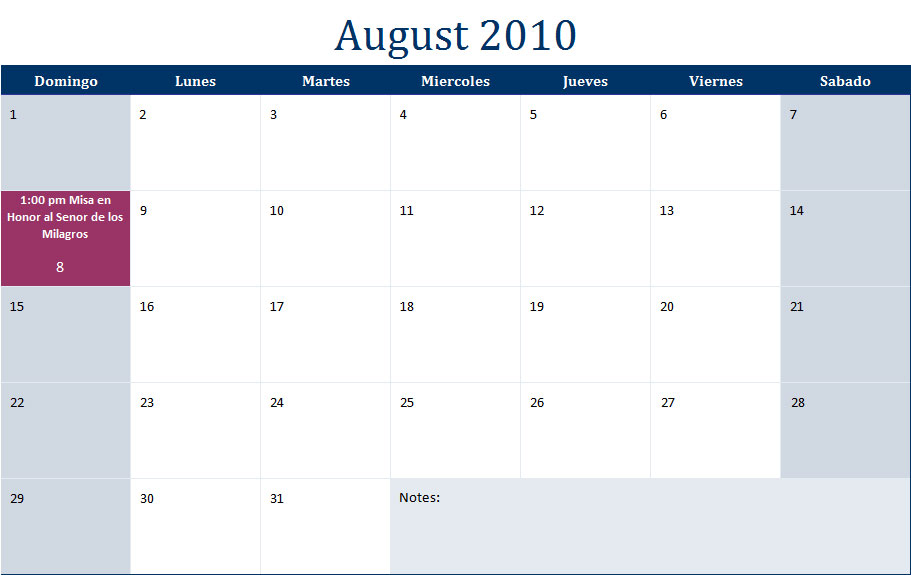 August 2010
Domingo Lunes Martes Miercoles Jueves Viernes Sabado
1 2 3 4 5 6 7
1:00 pm Misa en
Honor al Senor de los
Milagros
8 9 10 11 12 13 14
15 16 17 18 19 20 21
22 23 24 25 26 27 28
29 30 31 Notes: